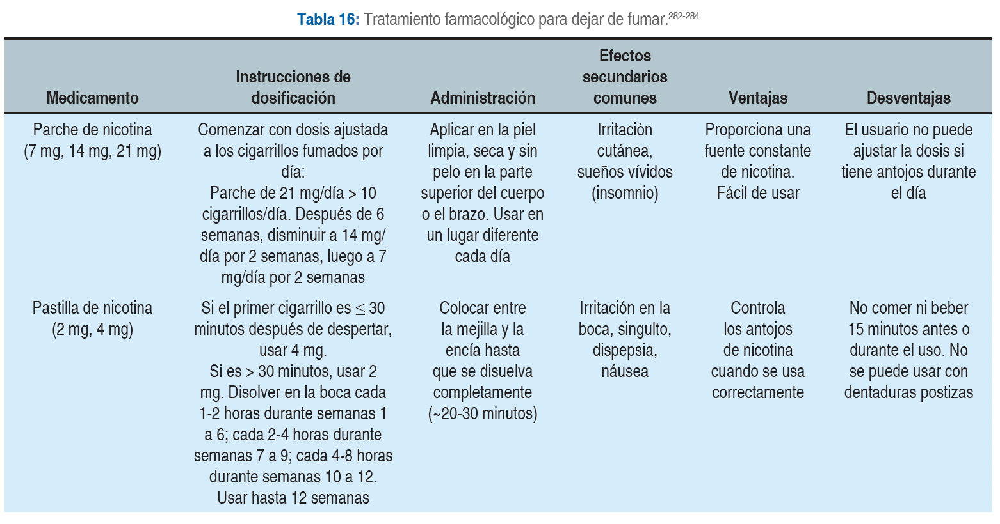 Tabla 16: Tratamiento farmacológico para dejar de fumar.282-284
Medicamento
Instrucciones de
dosificación
Administración
Efectos
secundarios
comunes
Ventajas
Desventajas
Parche de nicotina
(7 mg, 14 mg, 21 mg)
Comenzar con dosis ajustada
a los cigarrillos fumados por
día:
Parche de 21 mg/día > 10
cigarrillos/día. Después de 6
semanas, disminuir a 14 mg/
día por 2 semanas, luego a 7
mg/día por 2 semanas
Aplicar en la piel
limpia, seca y sin
pelo en la parte
superior del cuerpo
o el brazo. Usar en
un lugar diferente
cada día
Irritación
cutánea,
sueños vívidos
(insomnio)
Proporciona una
fuente constante
de nicotina.
Fácil de usar
El usuario no puede
ajustar la dosis si
tiene antojos durante
el día
Pastilla de nicotina
(2 mg, 4 mg)
Si el primer cigarrillo es ≤ 30
minutos después de despertar,
usar 4 mg.
Si es > 30 minutos, usar 2
mg. Disolver en la boca cada
1-2 horas durante semanas 1
a 6; cada 2-4 horas durante
semanas 7 a 9; cada 4-8 horas
durante semanas 10 a 12.
Usar hasta 12 semanas
Colocar entre
la mejilla y la
encía hasta
que se disuelva
completamente
(~20-30 minutos)
Irritación en la
boca, singulto,
dispepsia,
náusea
Controla
los antojos
de nicotina
cuando se usa
correctamente
No comer ni beber
15 minutos antes o
durante el uso. No
se puede usar con
dentaduras postizas